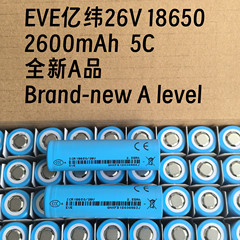 EVE亿纬26V 18650
2600mAh 5C
全新A品
Brand-new A level